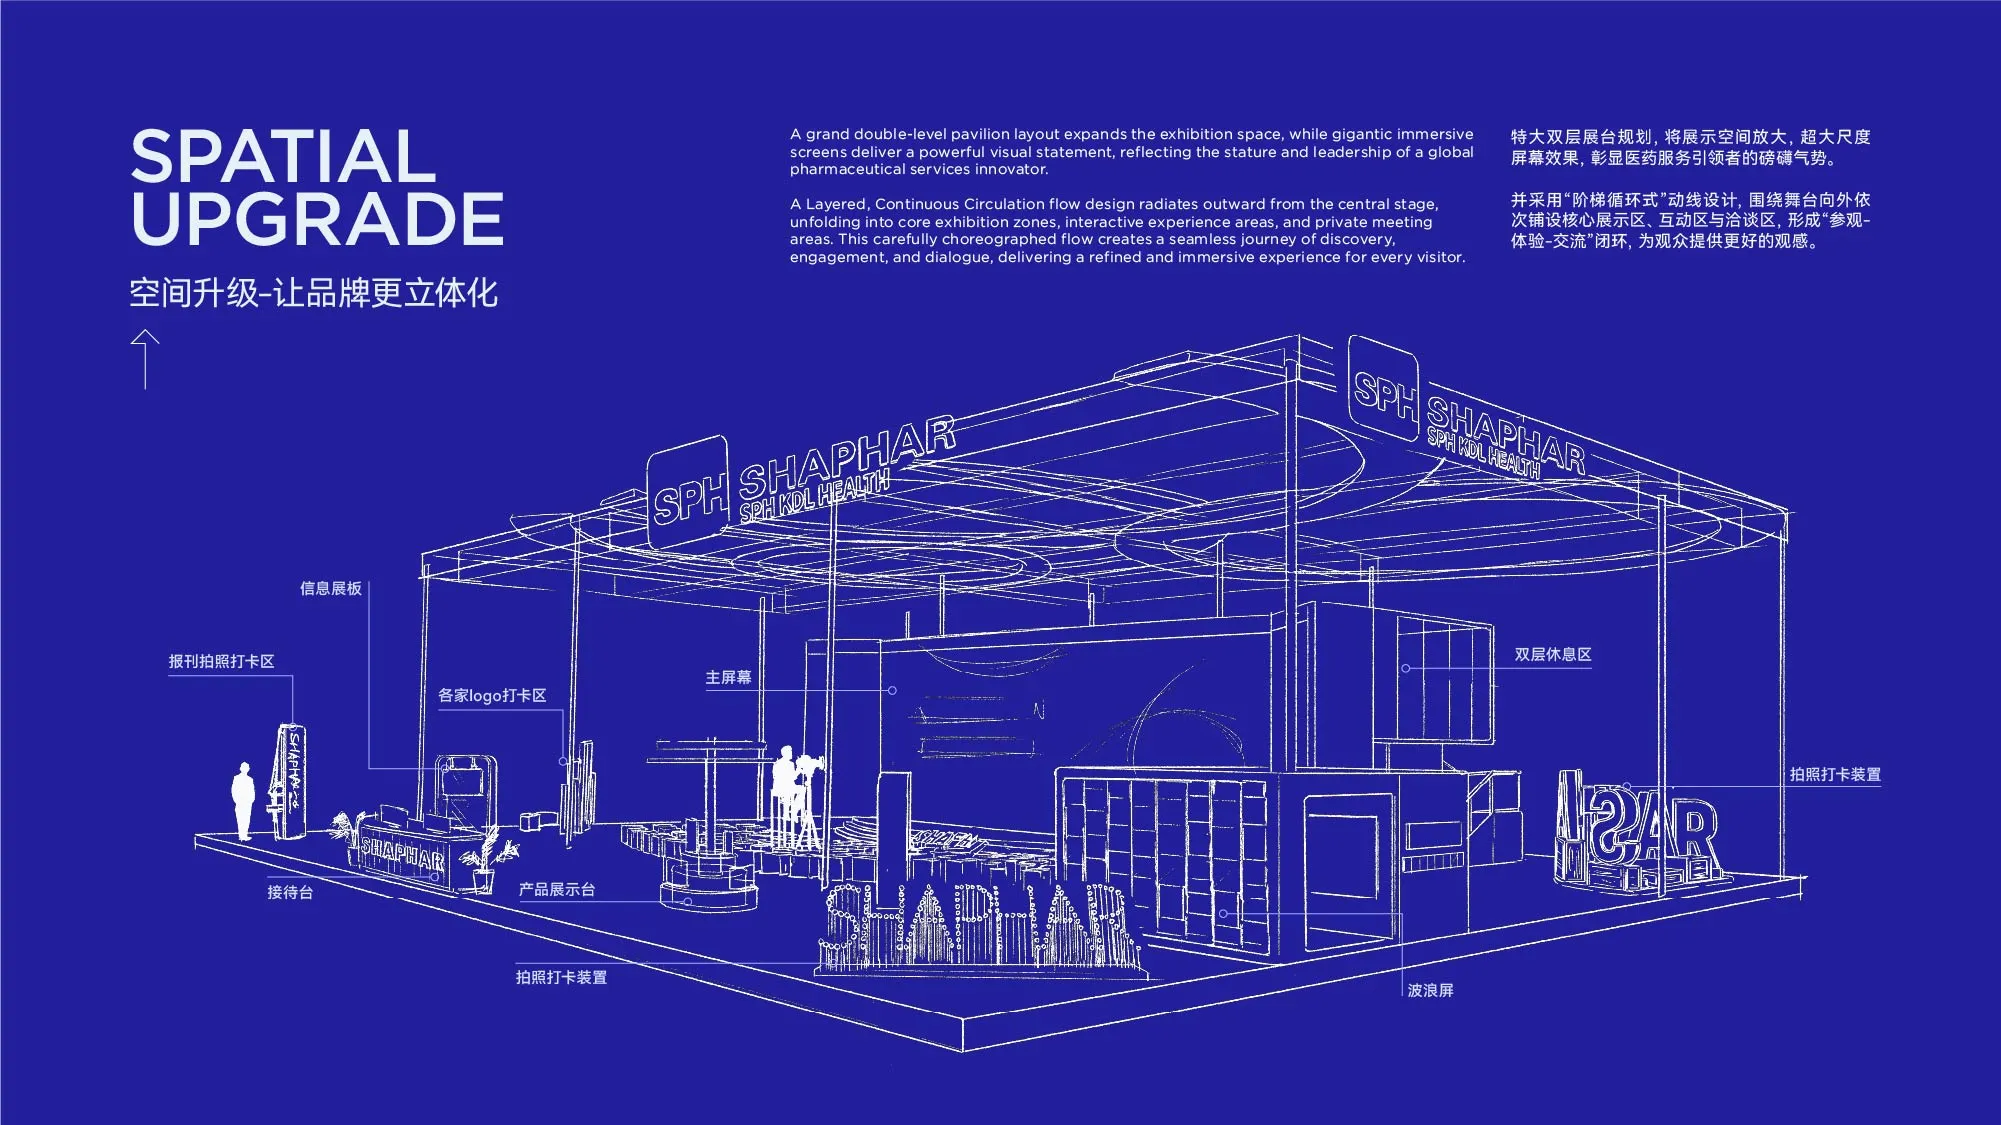 SPATIAL
UPGRADE
空间升级-让品牌更立体化
A grand double-level pavilion layout expands the exhibition space, while gigantic immersive
screens deliver a powerful visual statement, reflecting the stature and leadership of a global
pharmaceutical services innovator.
A Layered, Continuous Circulation flow design radiates outward from the central stage,
unfolding into core exhibition zones, interactive experience areas, and private meeting
areas. This carefully choreographed flow creates a seamless journey of discovery,
engagement, and dialogue, delivering a refined and immersive experience for every visitor.
特大双层展台规划, 将展示空间放大, 超大尺度
屏幕效果, 彰显医药服务引领者的磅礴气势。
并采用“阶梯循环式”动线设计, 围绕舞台向外依
次铺设核心展示区、互动区与洽谈区, 形成“参观-
体验-交流”闭环, 为观众提供更好的观感。
SPH
SHAPHAR
SPH KDL HEALTH
SPH
SHAPHAR
SPH KDL HEALTH
信息展板
报刊拍照打卡区
各家logo打卡区
主屏幕
双层休息区
拍照打卡装置
SHAPHAR
接待台
产品展示台
SHAPHAR
拍照打卡装置
波浪屏